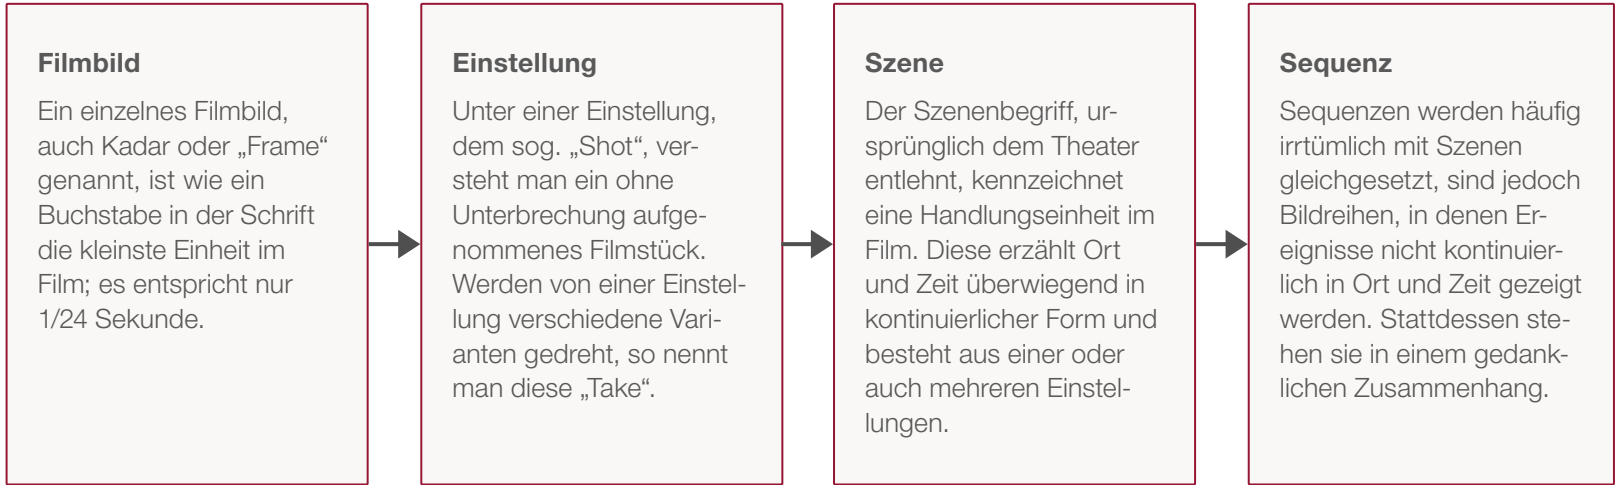 Filmbild
Ein einzelnes Filmbild,
auch Kadar oder „Frame“
genannt, ist wie ein
Buchstabe in der Schrift
die kleinste Einheit im
Film; es entspricht nur
1/24 Sekunde.
Einstellung
Unter einer Einstellung,
dem sog. „Shot“, ver-
steht man ein ohne
Unterbrechung aufge-
nommenes Filmstück.
Werden von einer Einstel-
lung verschiedene Vari-
anten gedreht, so nennt
man diese „Take“.
Szene
Der Szenenbegriff, ur-
sprünglich dem Theater
entlehnt, kennzeichnet
eine Handlungseinheit im
Film. Diese erzählt Ort
und Zeit überwiegend in
kontinuierlicher Form und
besteht aus einer oder
auch mehreren Einstel-
lungen.
Sequenz
Sequenzen werden häufig
irrtümlich mit Szenen
gleichgesetzt, sind jedoch
Bildreihen, in denen Er-
eignisse nicht kontinuier-
lich in Ort und Zeit gezeigt
werden. Stattdessen ste-
hen sie in einem gedank-
lichen Zusammenhang.